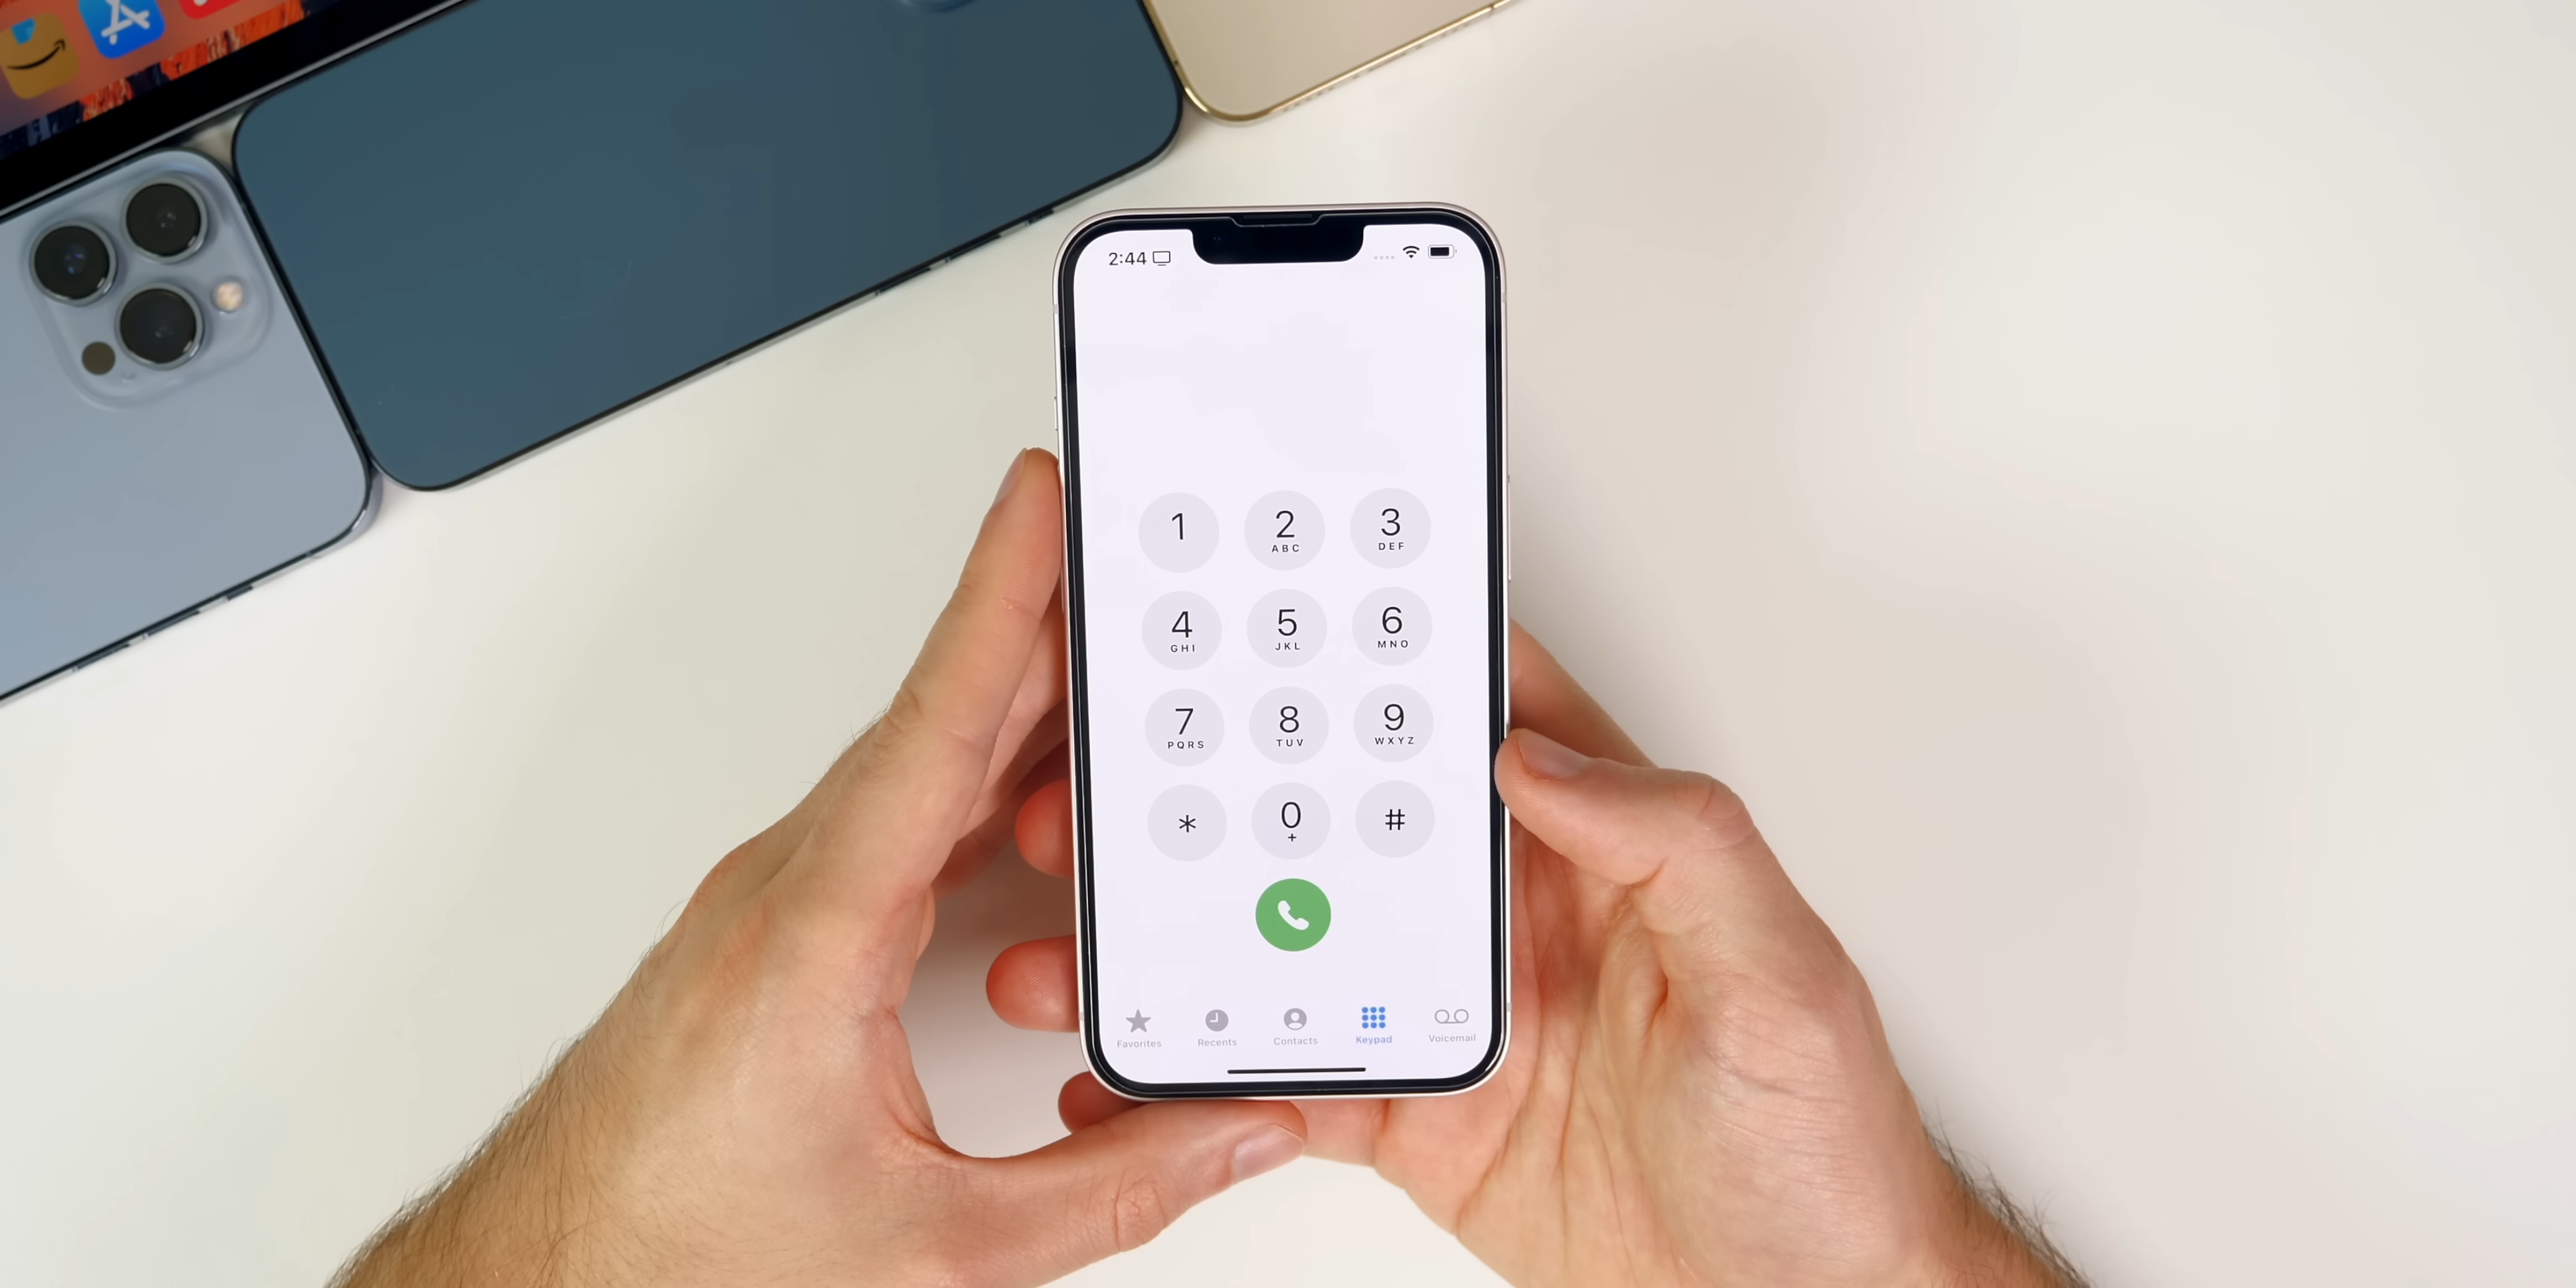 2:44
1 2 3
ABC DEF
4 5 6
GHI JKL MNO
7 8 9
PQRS TUV WXYZ
* 0 #
+
Favorites Recents Contacts Keypad Voicemail